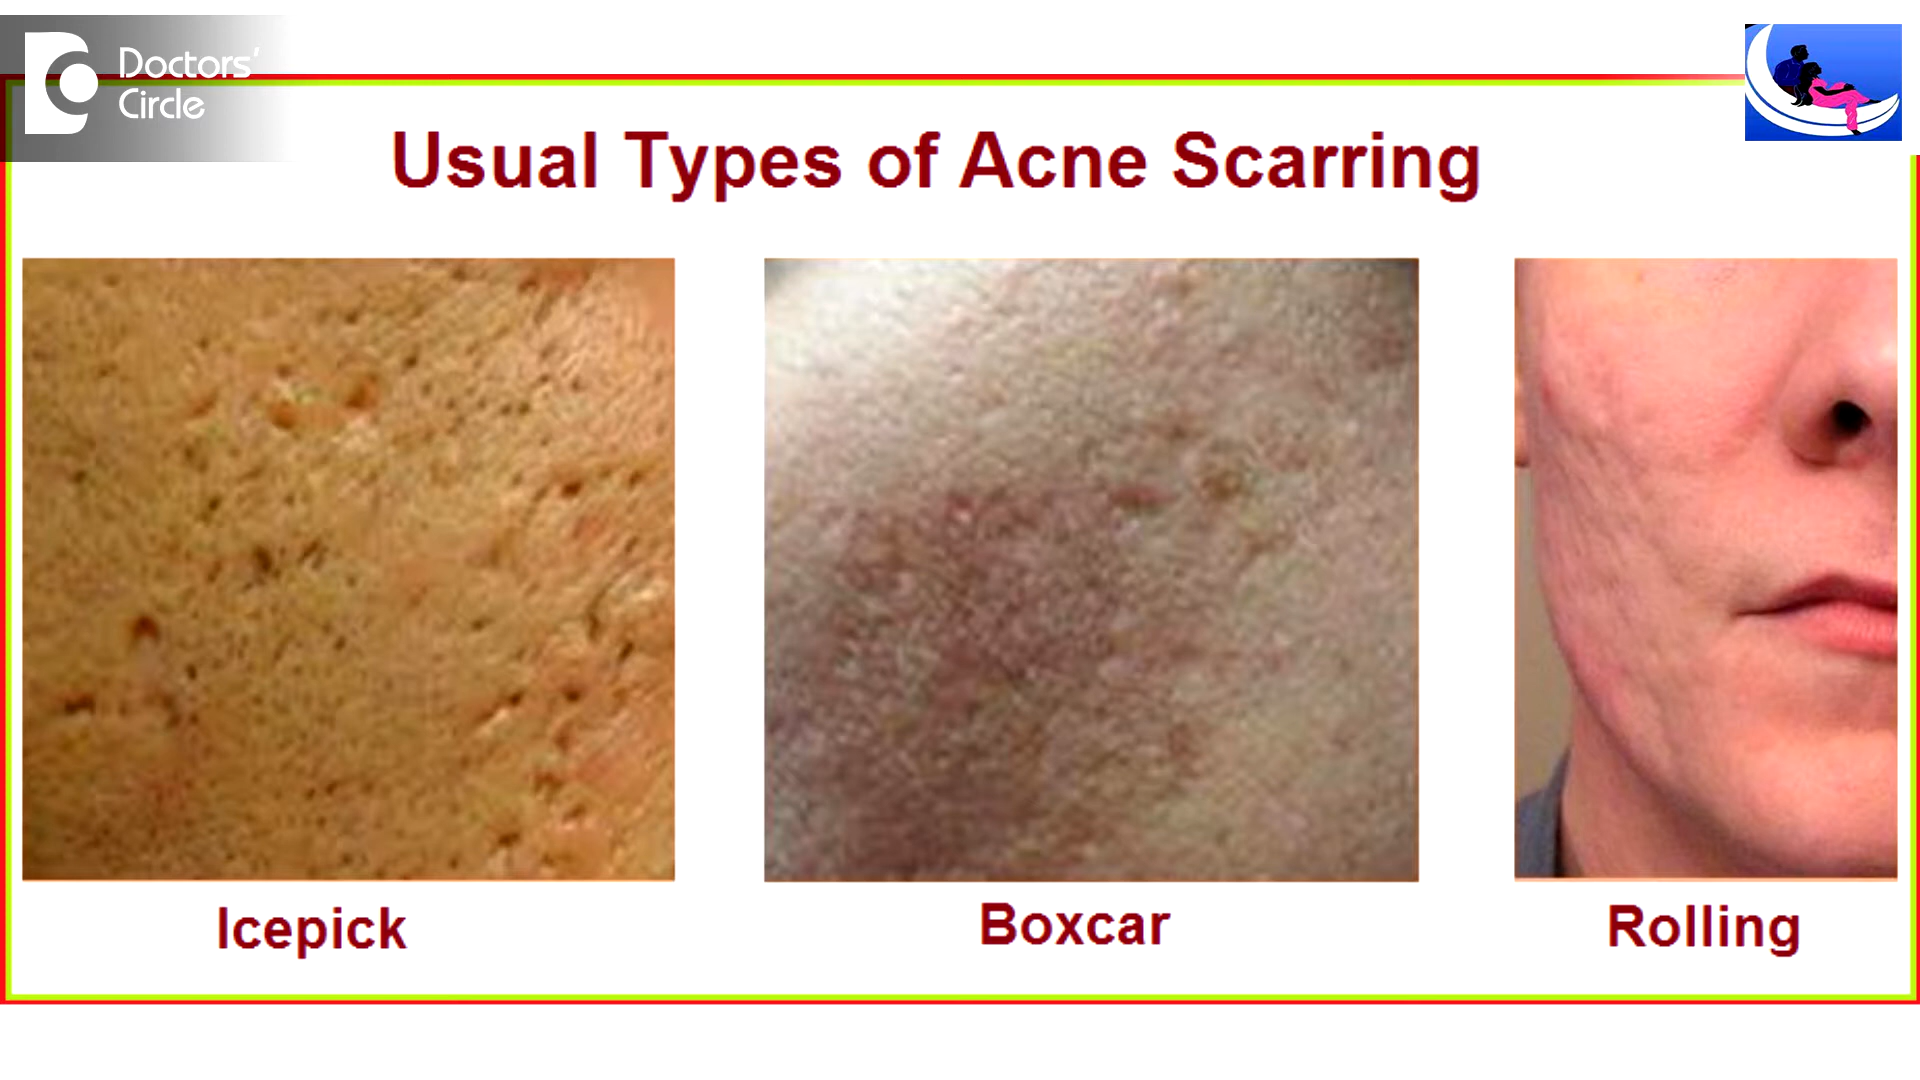 Doctors'
Circle
Usual Types of Acne Scarring
Icepick
Boxcar
Rolling